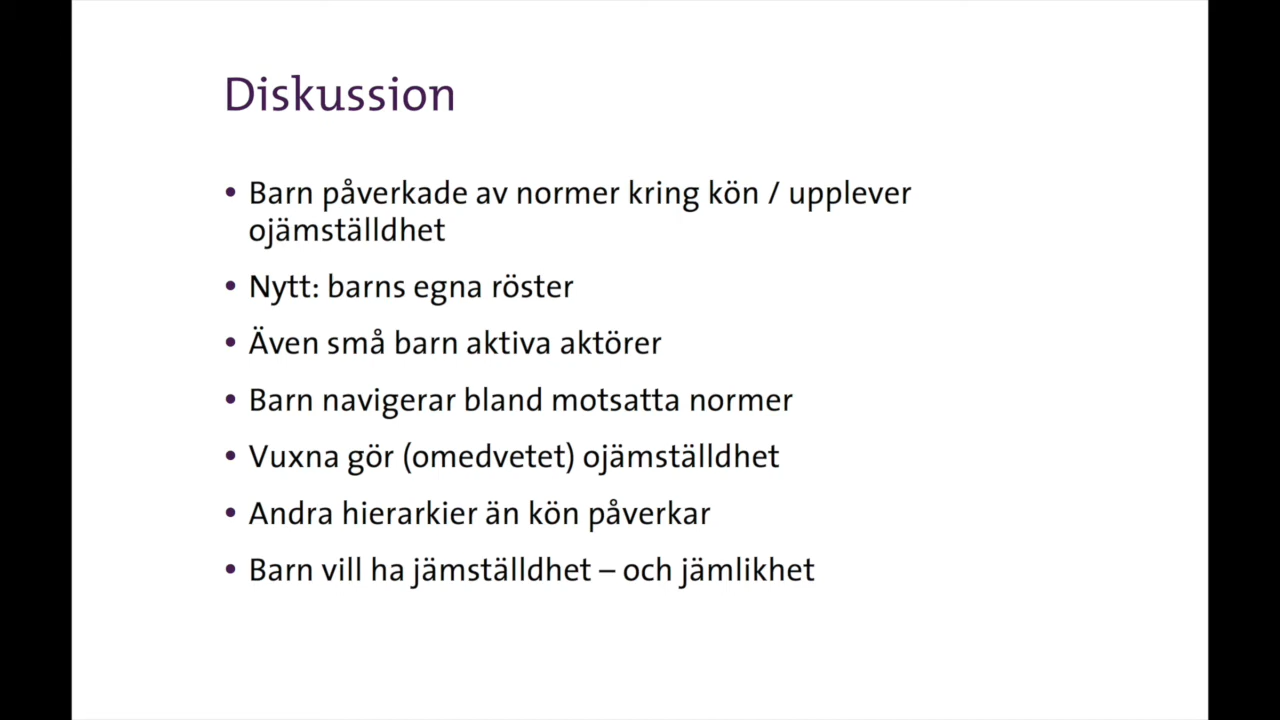 Diskussion
• Barn påverkade av normer kring kön / upplever
ojämställdhet
• Nytt: barns egna röster
• Även små barn aktiva aktörer
• Barn navigerar bland motsatta normer
• Vuxna gör (omedvetet) ojämställdhet
• Andra hierarkier än kön påverkar
• Barn vill ha jämställdhet – och jämlikhet